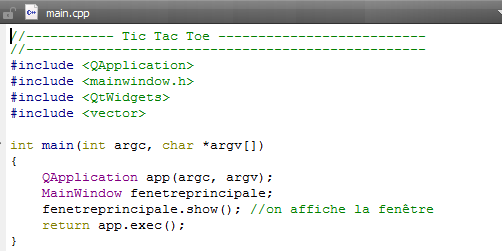 main.cpp
//----------- Tic Tac Toe --------------------------
//--------------------------------------------------
#include <QApplication>
#include <mainwindow.h>
#include <QtWidgets>
#include <vector>
int main(int argc, char *argv[])
{
    QApplication app(argc, argv);
    MainWindow fenetreprincipale;
    fenetreprincipale.show(); //on affiche la fenêtre
    return app.exec();
}